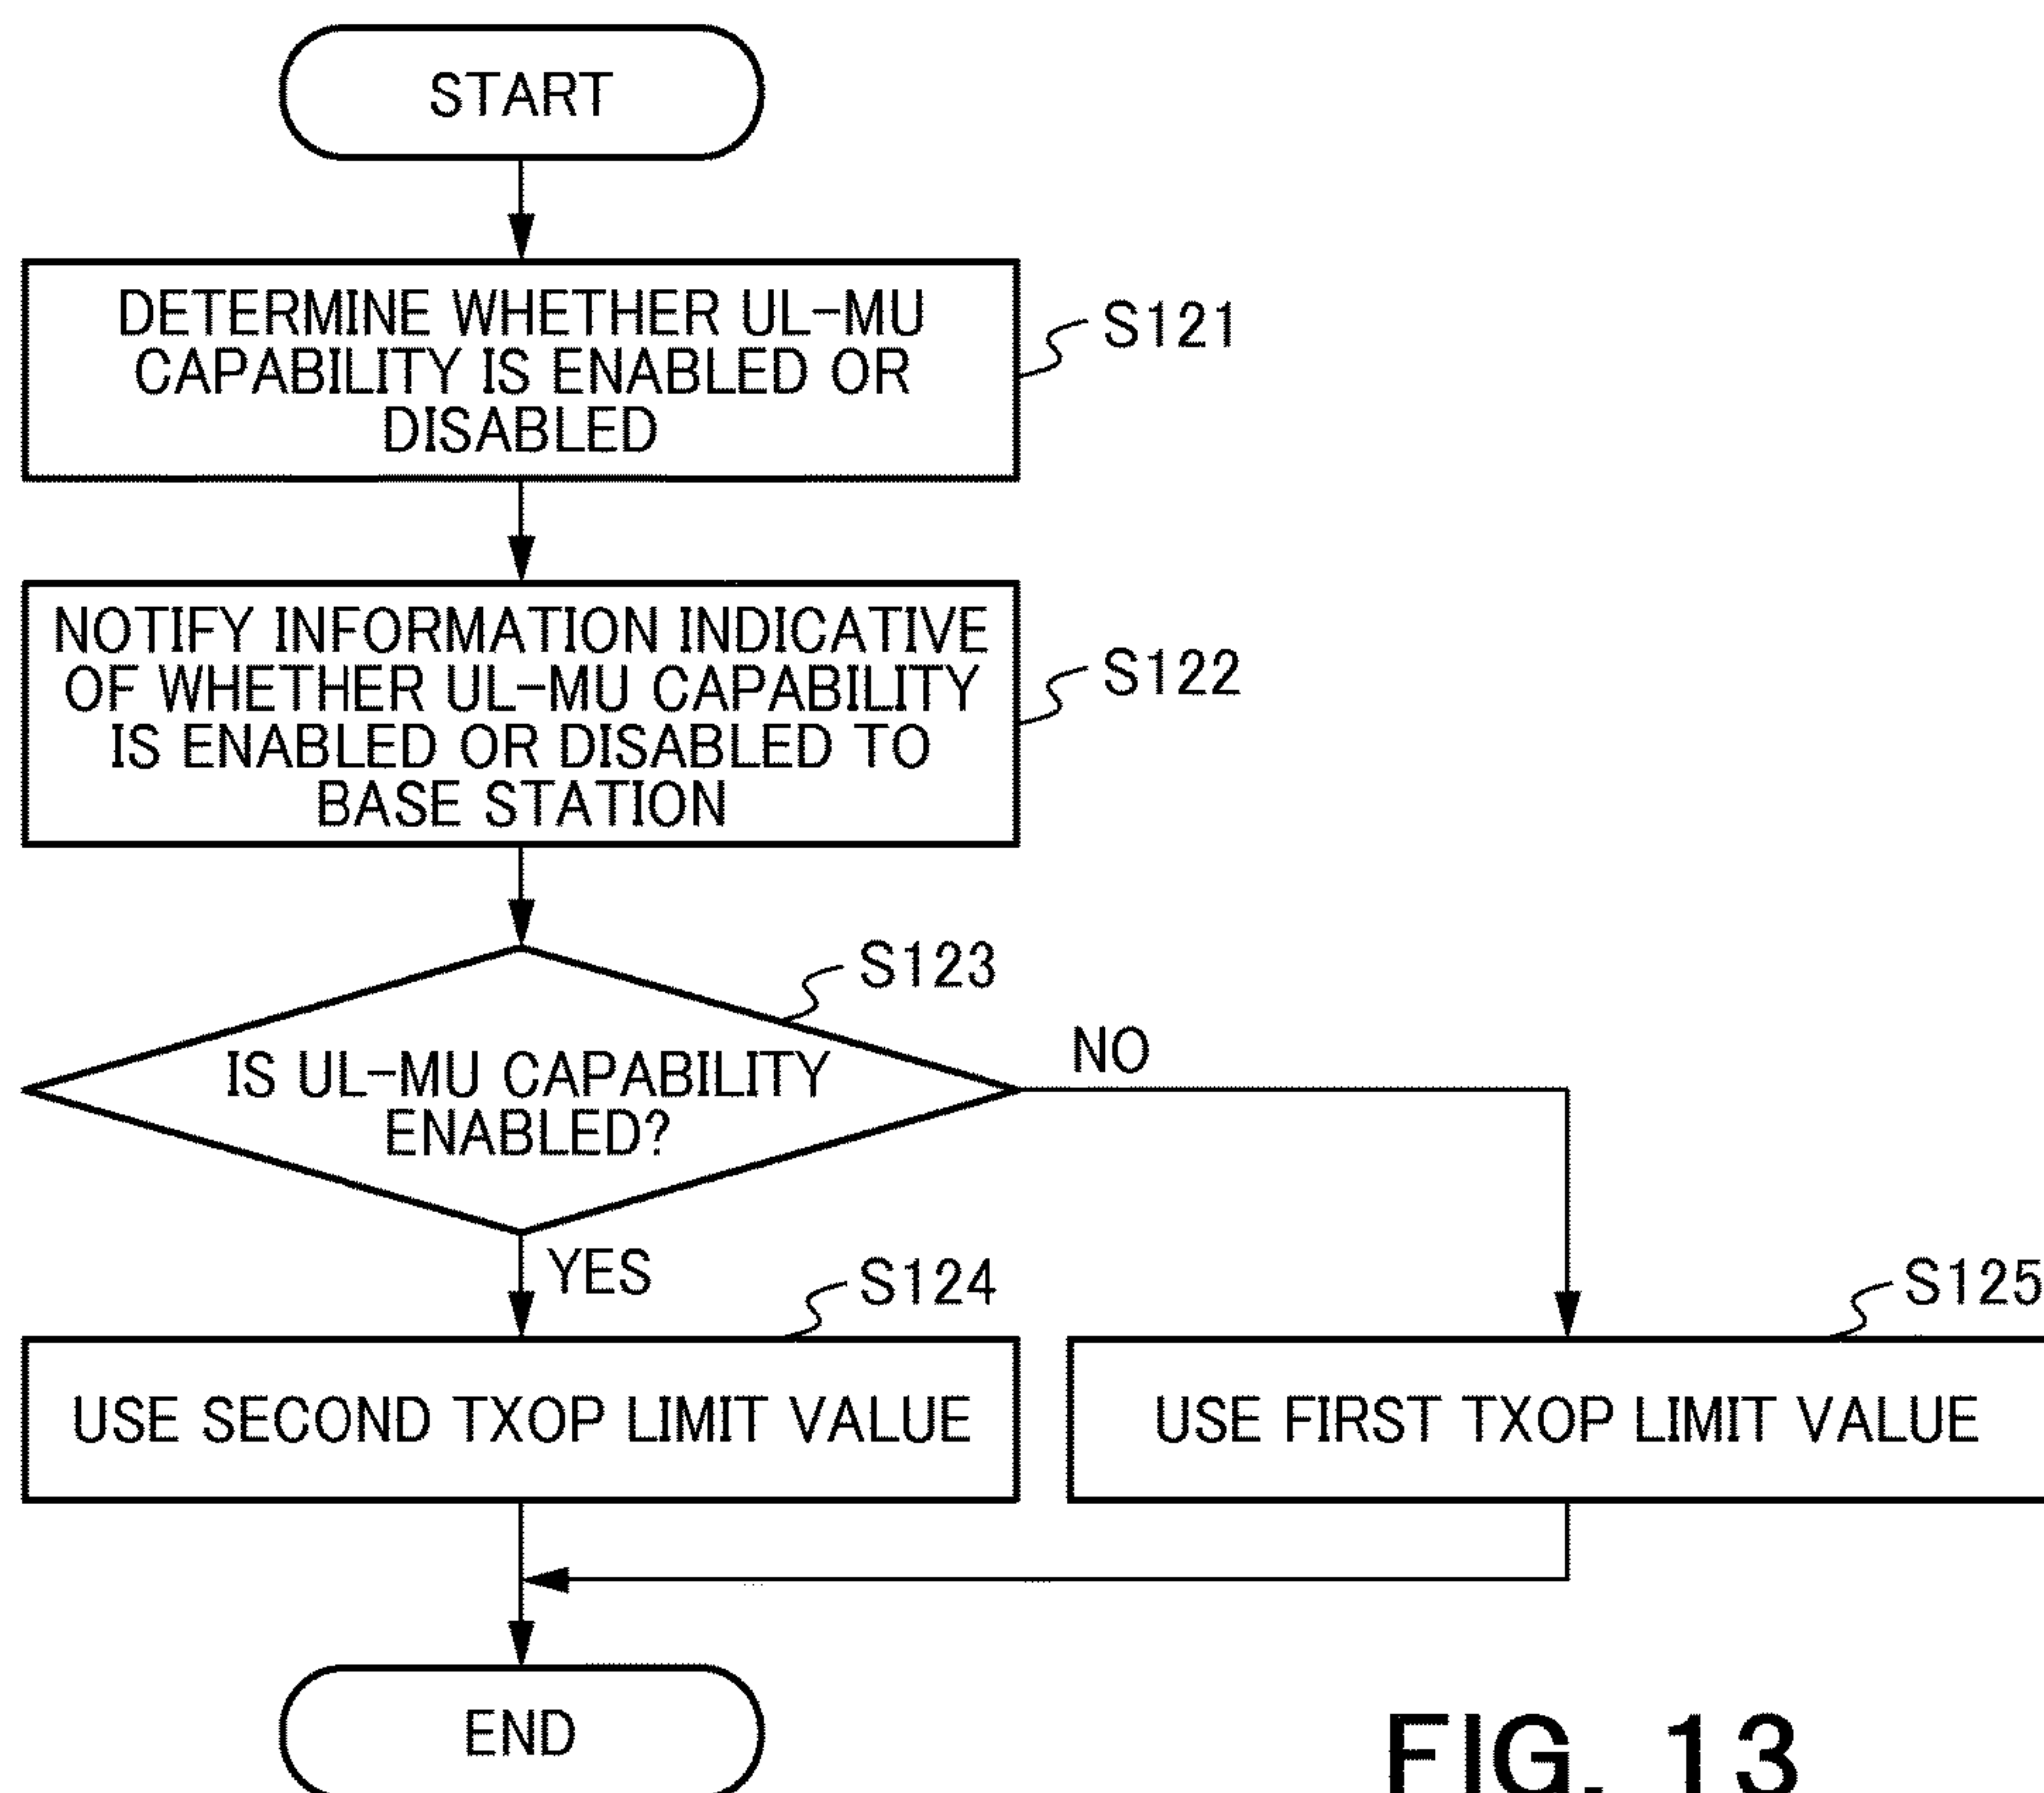 START
DETERMINE WHETHER UL-MU
CAPABILITY IS ENABLED OR
DISABLED
S121
NOTIFY INFORMATION INDICATIVE
OF WHETHER UL-MU CAPABILITY
IS ENABLED OR DISABLED TO
BASE STATION
S122
S123
IS UL-MU CAPABILITY
ENABLED?
NO
YES
S124
S125
USE SECOND TXOP LIMIT VALUE
USE FIRST TXOP LIMIT VALUE
END
FIG. 13